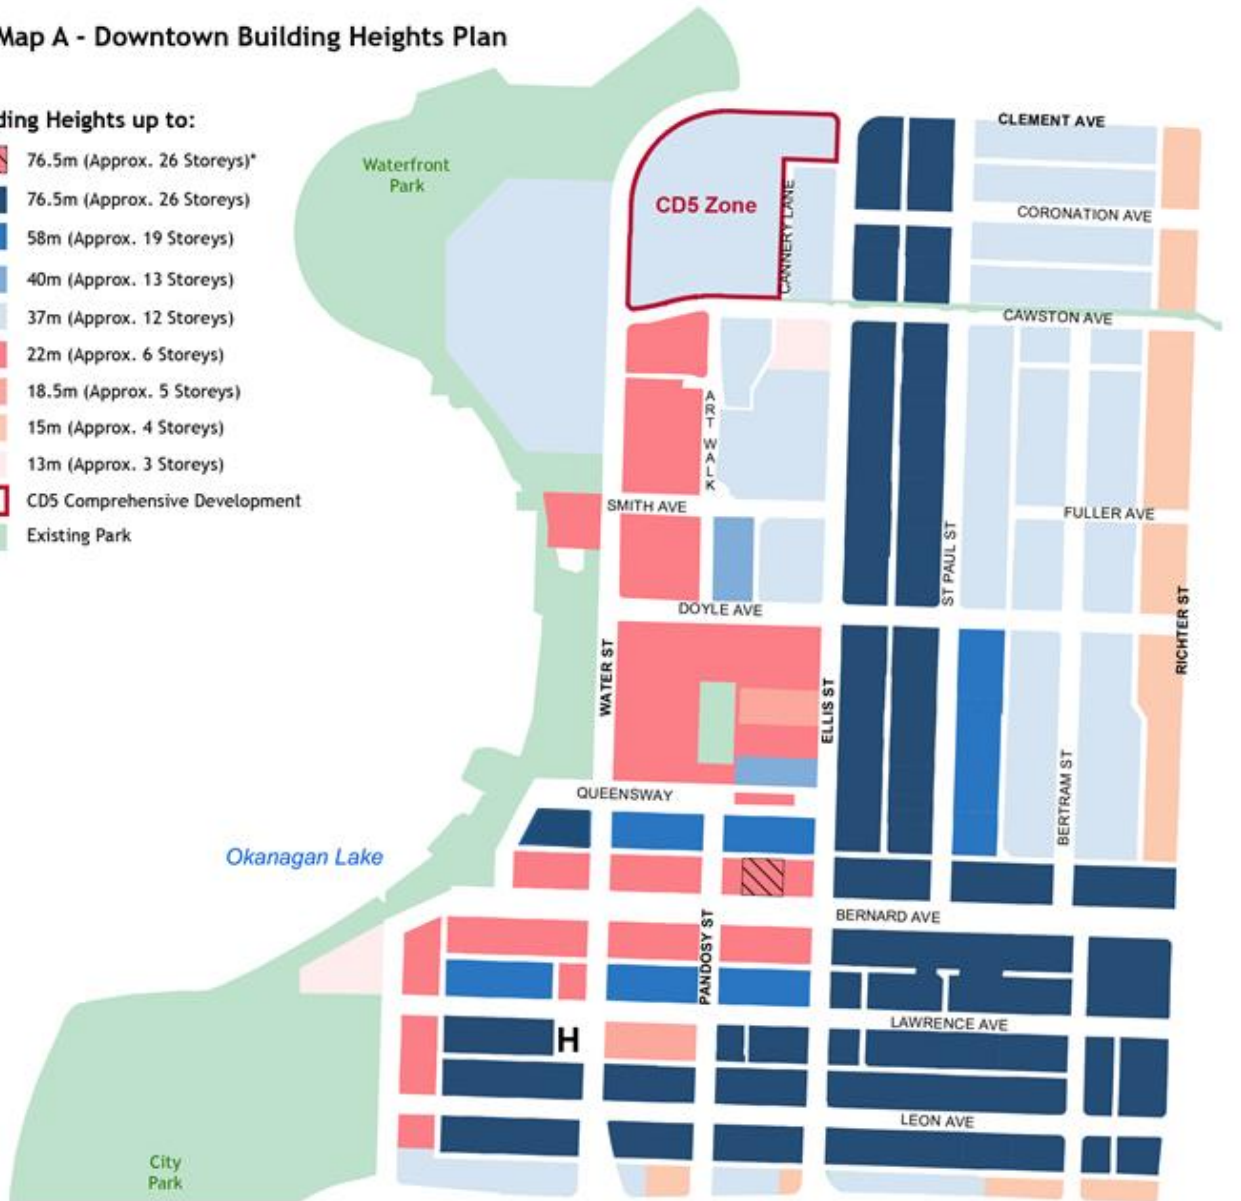 Map A - Downtown Building Heights Plan
ding Heights up to:
76.5m (Approx. 26 Storeys)*
76.5m (Approx. 26 Storeys)
58m (Approx. 19 Storeys)
40m (Approx. 13 Storeys)
37m (Approx. 12 Storeys)
22m (Approx. 6 Storeys)
18.5m (Approx. 5 Storeys)
15m (Approx. 4 Storeys)
13m (Approx. 3 Storeys)
CD5 Comprehensive Development
Existing Park
Waterfront
Park
CD5 Zone
CANNERY LANE
CLEMENT AVE
CORONATION AVE
CAWSTON AVE
ART WALK
SMITH AVE
FULLER AVE
ST PAUL ST
DOYLE AVE
RICHTER ST
WATER ST
ELLIS ST
BERTRAM ST
QUEENSWAY
Okanagan Lake
BERNARD AVE
PANDOSY ST
LAWRENCE AVE
H
LEON AVE
City
Park